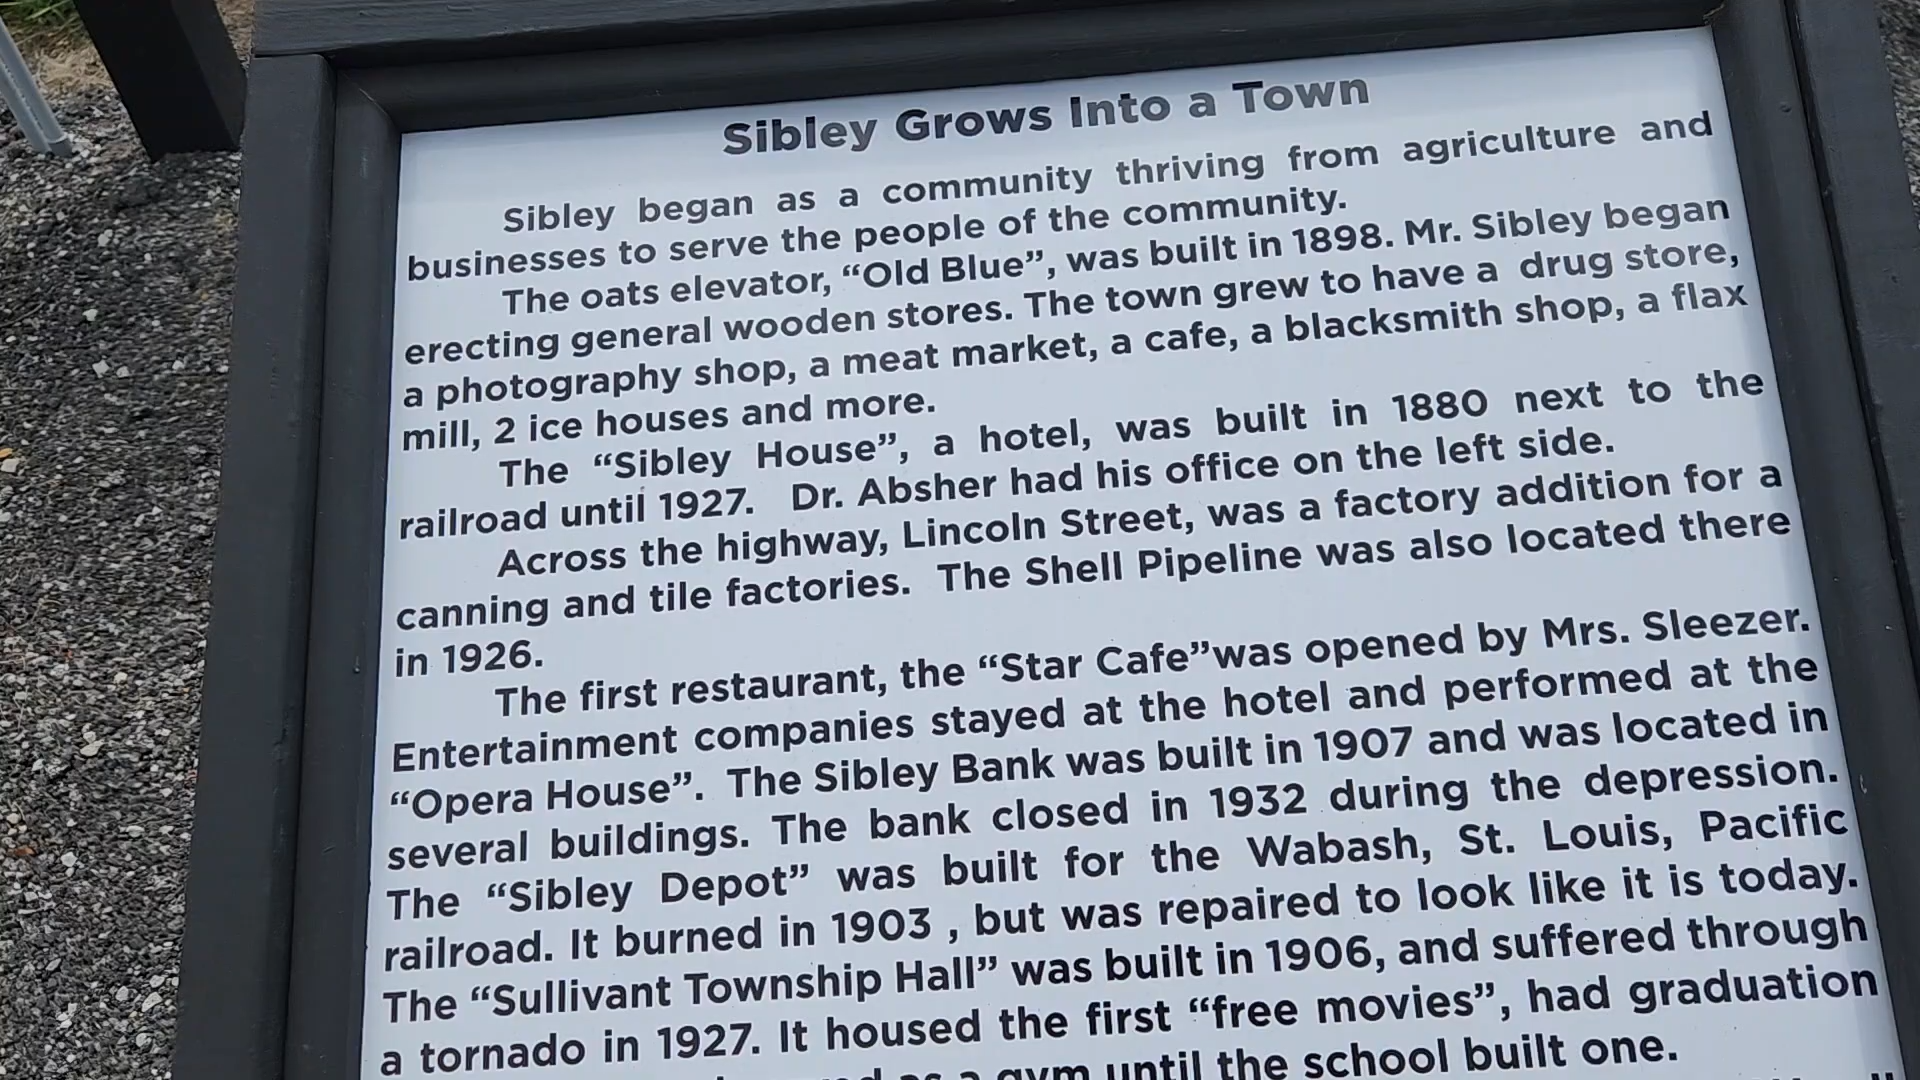 Sibley Grows Into a Town
Sibley began as a community thriving from agriculture and
businesses to serve the people of the community.
The oats elevator, “Old Blue”, was built in 1898. Mr. Sibley began
erecting general wooden stores. The town grew to have a drug store,
a photography shop, a meat market, a cafe, a blacksmith shop, a flax
mill, 2 ice houses and more.
The “Sibley House”, a hotel, was built in 1880 next to the
railroad until 1927. Dr. Absher had his office on the left side.
Across the highway, Lincoln Street, was a factory addition for a
canning and tile factories. The Shell Pipeline was also located there
in 1926.
The first restaurant, the “Star Cafe”was opened by Mrs. Sleezer.
Entertainment companies stayed at the hotel and performed at the
“Opera House”. The Sibley Bank was built in 1907 and was located in
several buildings. The bank closed in 1932 during the depression.
The “Sibley Depot” was built for the Wabash, St. Louis, Pacific
railroad. It burned in 1903 , but was repaired to look like it is today.
The “Sullivant Township Hall” was built in 1906, and suffered through
a tornado in 1927. It housed the first “free movies”, had graduation
as a gym until the school built one.